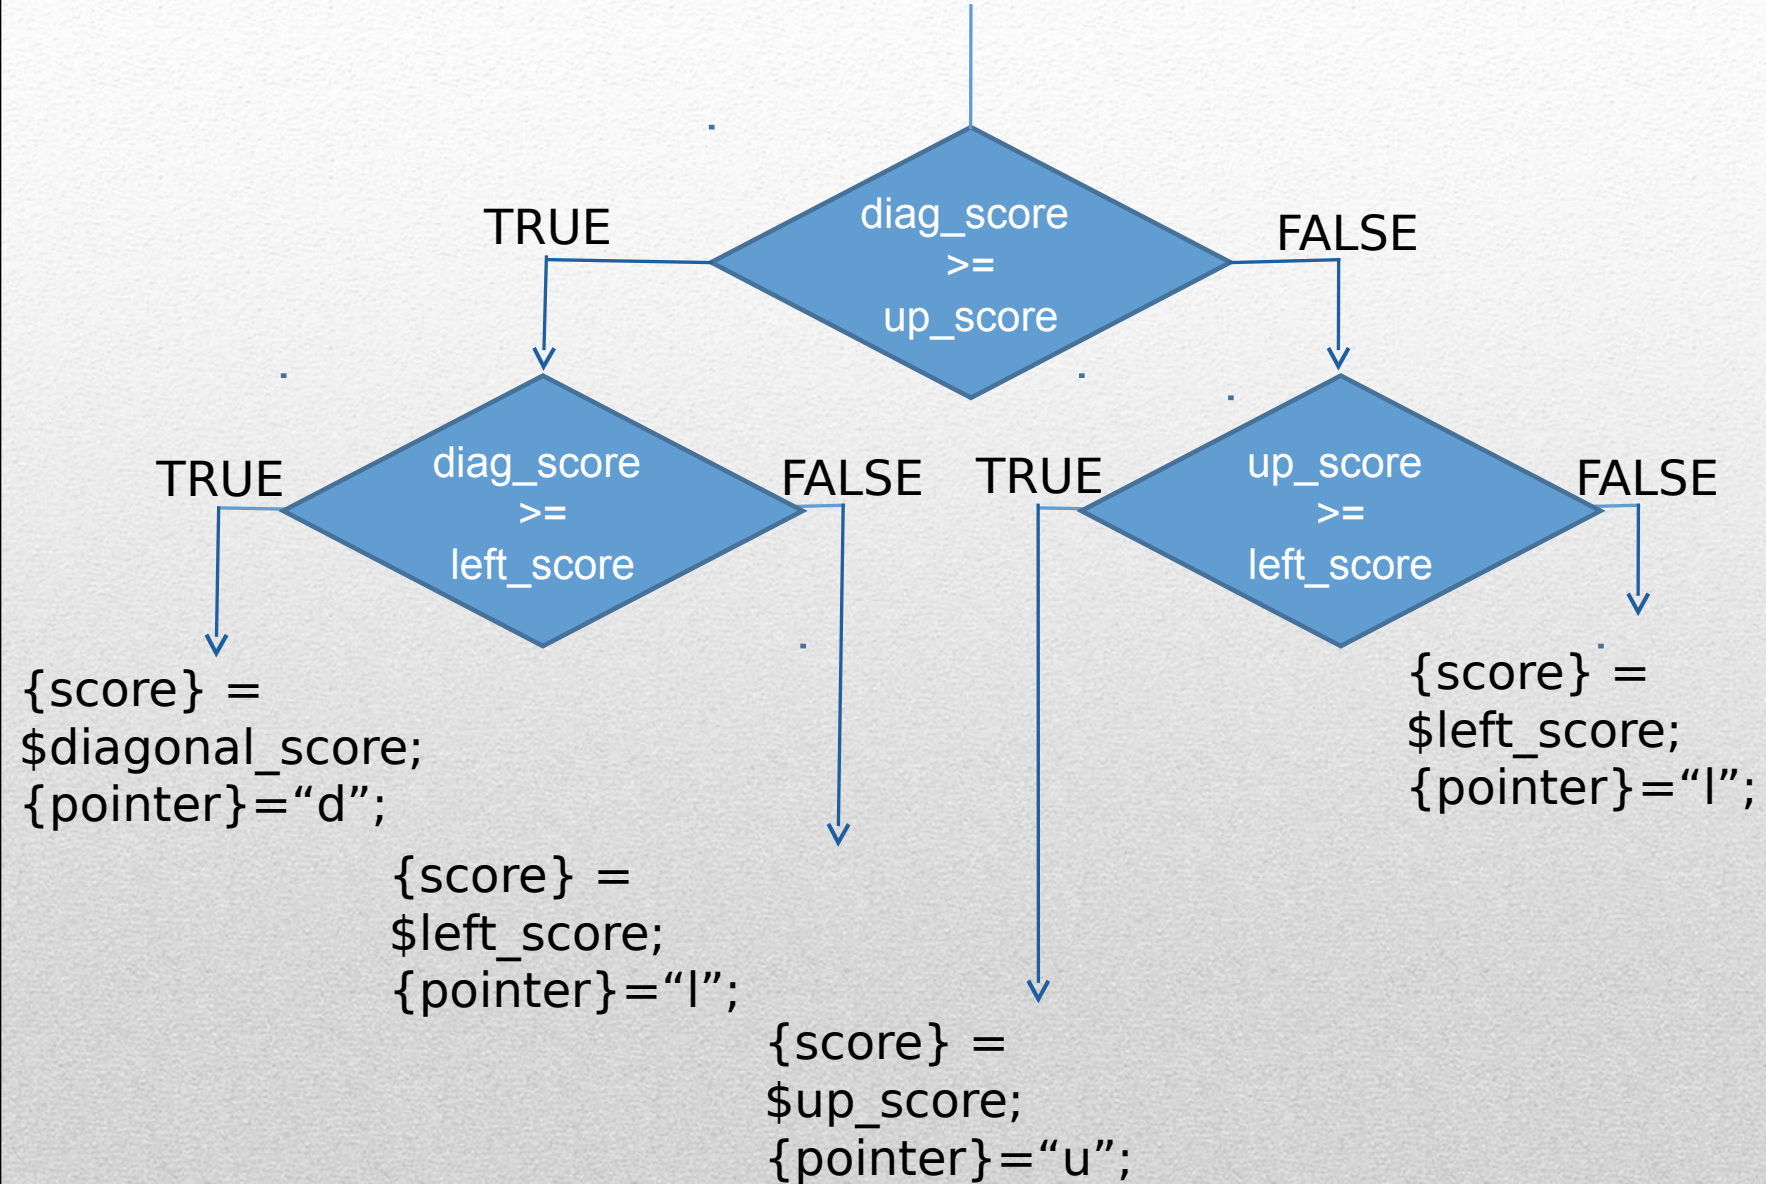 diag_score
>=
up_score
TRUE
FALSE
diag_score
>=
left_score
TRUE
FALSE
up_score
>=
left_score
TRUE
FALSE
{score} =
$diagonal_score;
{pointer}=“d”;
{score} =
$left_score;
{pointer}=“l”;
{score} =
$up_score;
{pointer}=“u”;
{score} =
$left_score;
{pointer}=“l”;